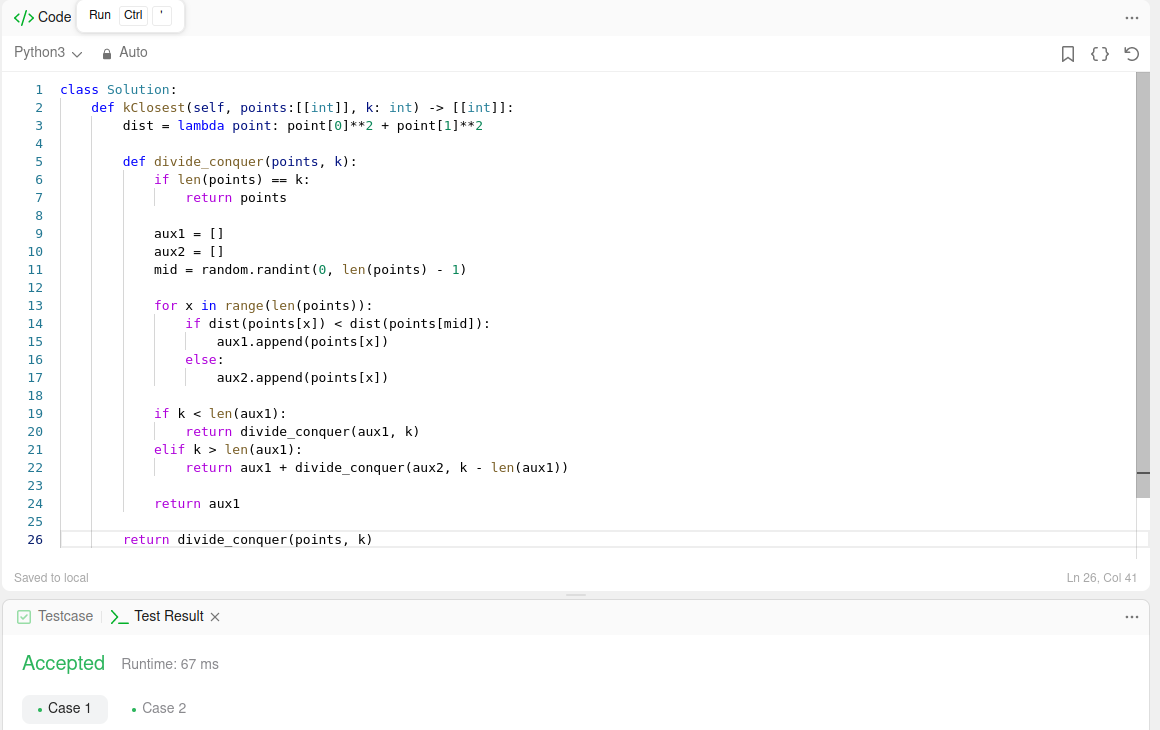 </> Code Run Ctrl '
Python3 Auto
1 class Solution:
2     def kClosest(self, points:[[int]], k: int) -> [[int]]:
3         dist = lambda point: point[0]**2 + point[1]**2
4
5         def divide_conquer(points, k):
6             if len(points) == k:
7                 return points
8
9             aux1 = []
10             aux2 = []
11             mid = random.randint(0, len(points) - 1)
12
13             for x in range(len(points)):
14                 if dist(points[x]) < dist(points[mid]):
15                     aux1.append(points[x])
16                 else:
17                     aux2.append(points[x])
18
19             if k < len(aux1):
20                 return divide_conquer(aux1, k)
21             elif k > len(aux1):
22                 return aux1 + divide_conquer(aux2, k - len(aux1))
23
24             return aux1
25
26         return divide_conquer(points, k)
Saved to local Ln 26, Col 41
Testcase Test Result
Accepted Runtime: 67 ms
Case 1 Case 2